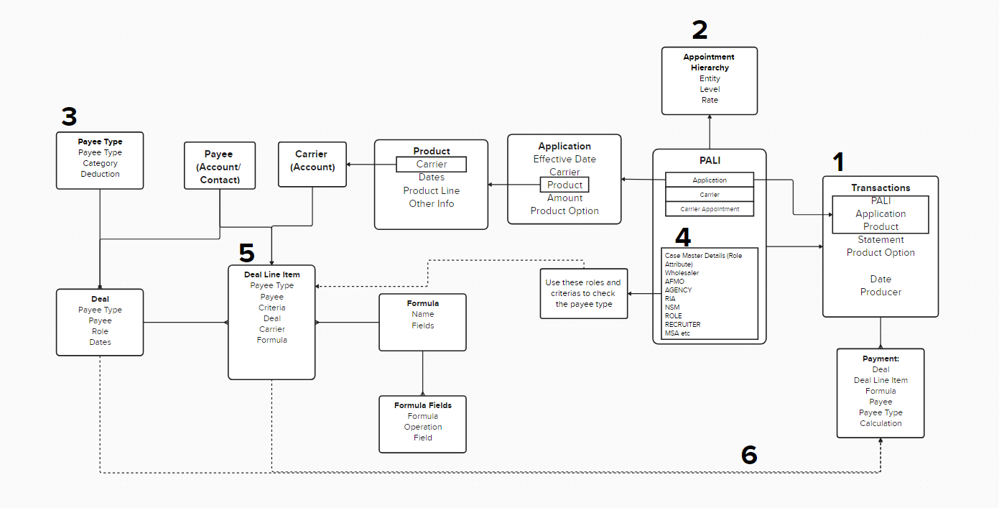 2
Appointment
Hierarchy
Entity
Level
Rate
3
Payee Type
Payee Type
Category
Deduction
Payee
(Account/
Contact)
Carrier
(Account)
Product
Carrier
Dates
Product Line
Other Info
Application
Effective Date
Carrier
Product
Amount
Product Option
PALI
Application
Carrier
Carrier Appointment
4
Case Master Details (Role
Attribute)
Wholesaler
AFMO
AGENCY
RIA
NSM
ROLE
RECRUITER
MSA etc
1
Transactions
PALI
Application
Product
Statement
Product Option
Date
Producer
5
Deal Line Item
Payee Type
Payee
Criteria
Deal
Carrier
Formula
Use these roles and
criterias to check
the payee type
Deal
Payee Type
Payee
Role
Dates
Formula
Name
Fields
Formula Fields
Formula
Operation
Field
Payment:
Deal
Deal Line Item
Formula
Payee
Payee Type
Calculation
6